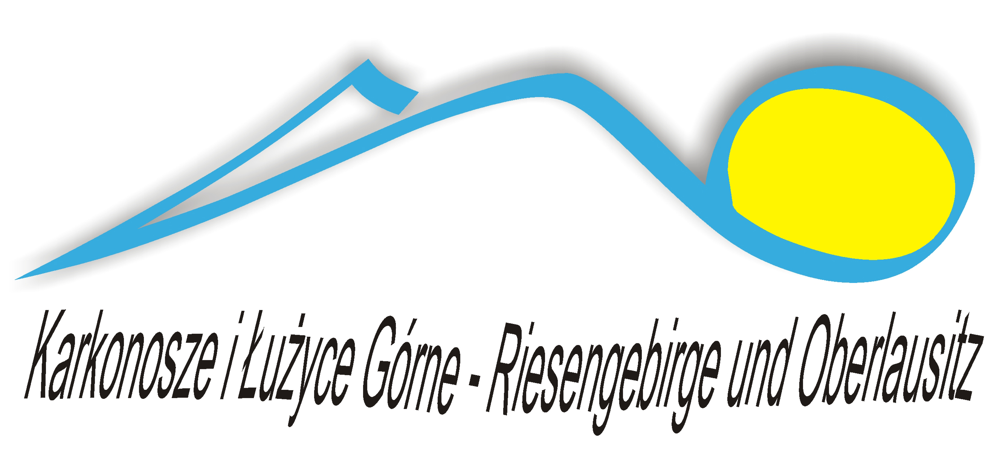 Karkonosze i Łużyce Górne - Riesengebirge und Oberlausitz